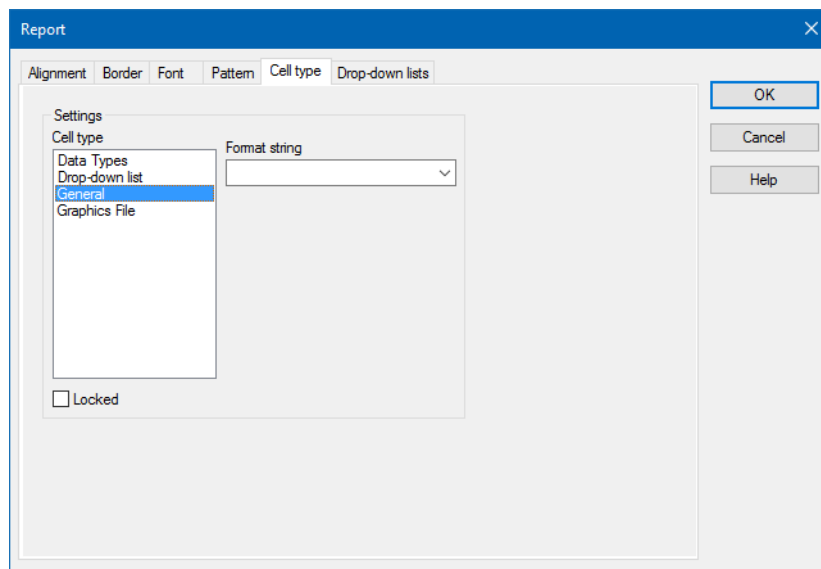 Report
Alignment Border Font Pattern Cell type Drop-down lists
OK
Cancel
Help
Settings
Cell type
Data Types
Drop-down list
General
Graphics File
Format string
Locked